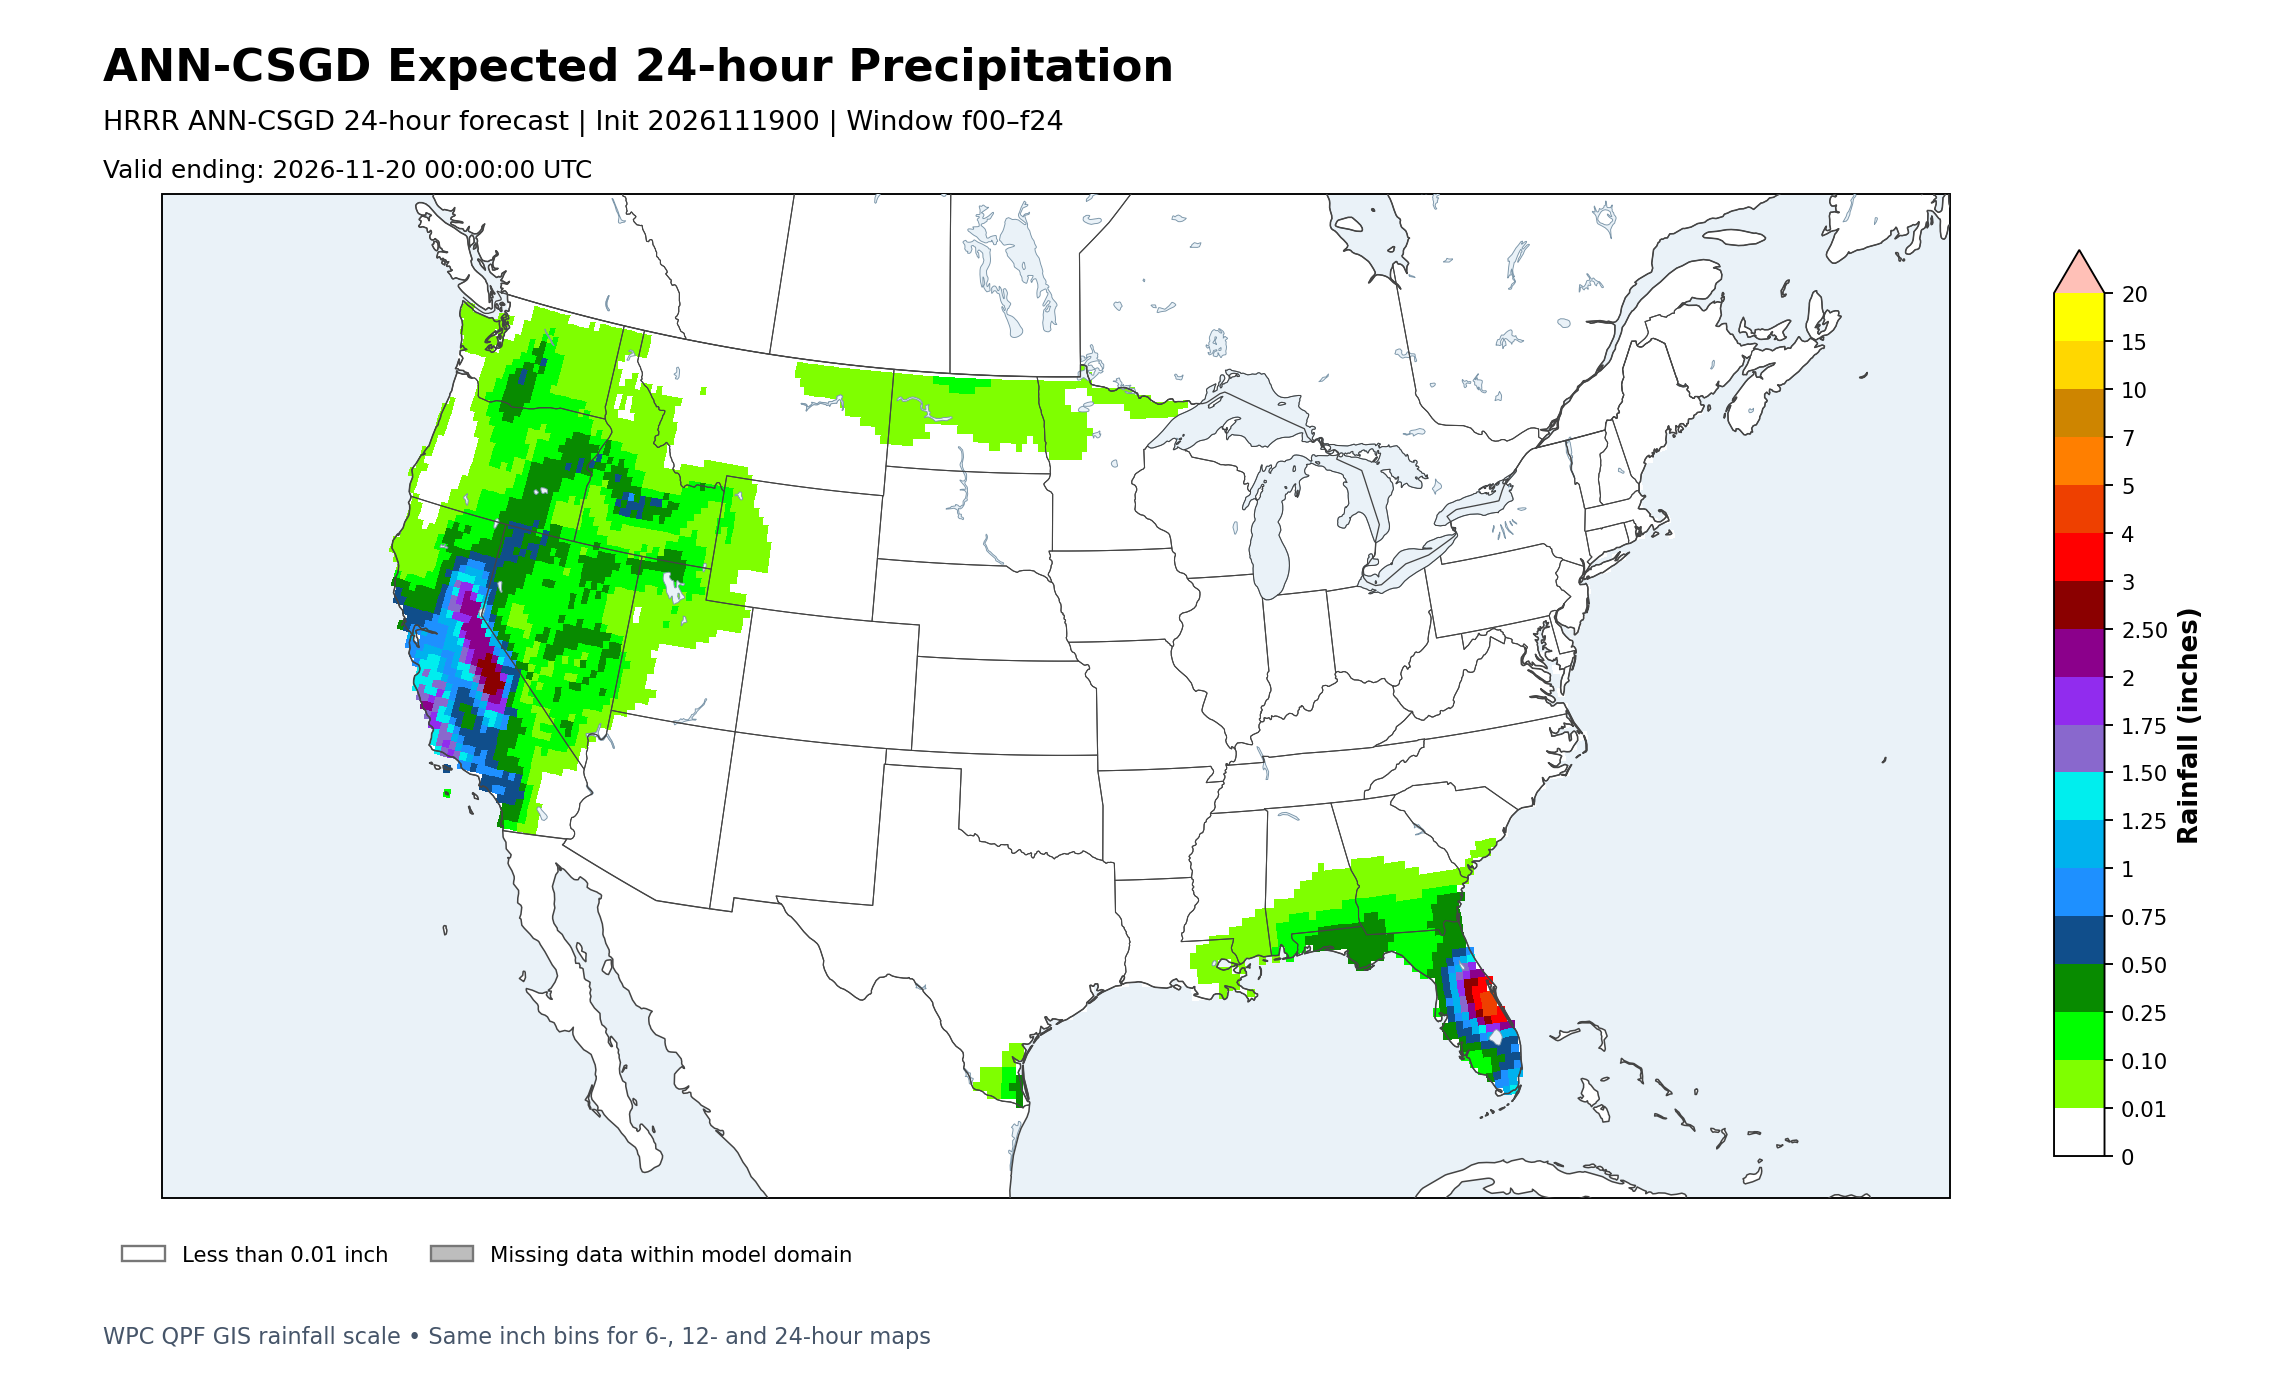 ANN-CSGD Expected 24-hour Precipitation
HRRR ANN-CSGD 24-hour forecast | Init 2026111900 | Window f00–f24
Valid ending: 2026-11-20 00:00:00 UTC
20
15
10
7
5
4
3
2.50
2
1.75
1.50
1.25
1
0.75
0.50
0.25
0.10
0.01
0
Rainfall (inches)
Less than 0.01 inch
Missing data within model domain
WPC QPF GIS rainfall scale • Same inch bins for 6-, 12- and 24-hour maps